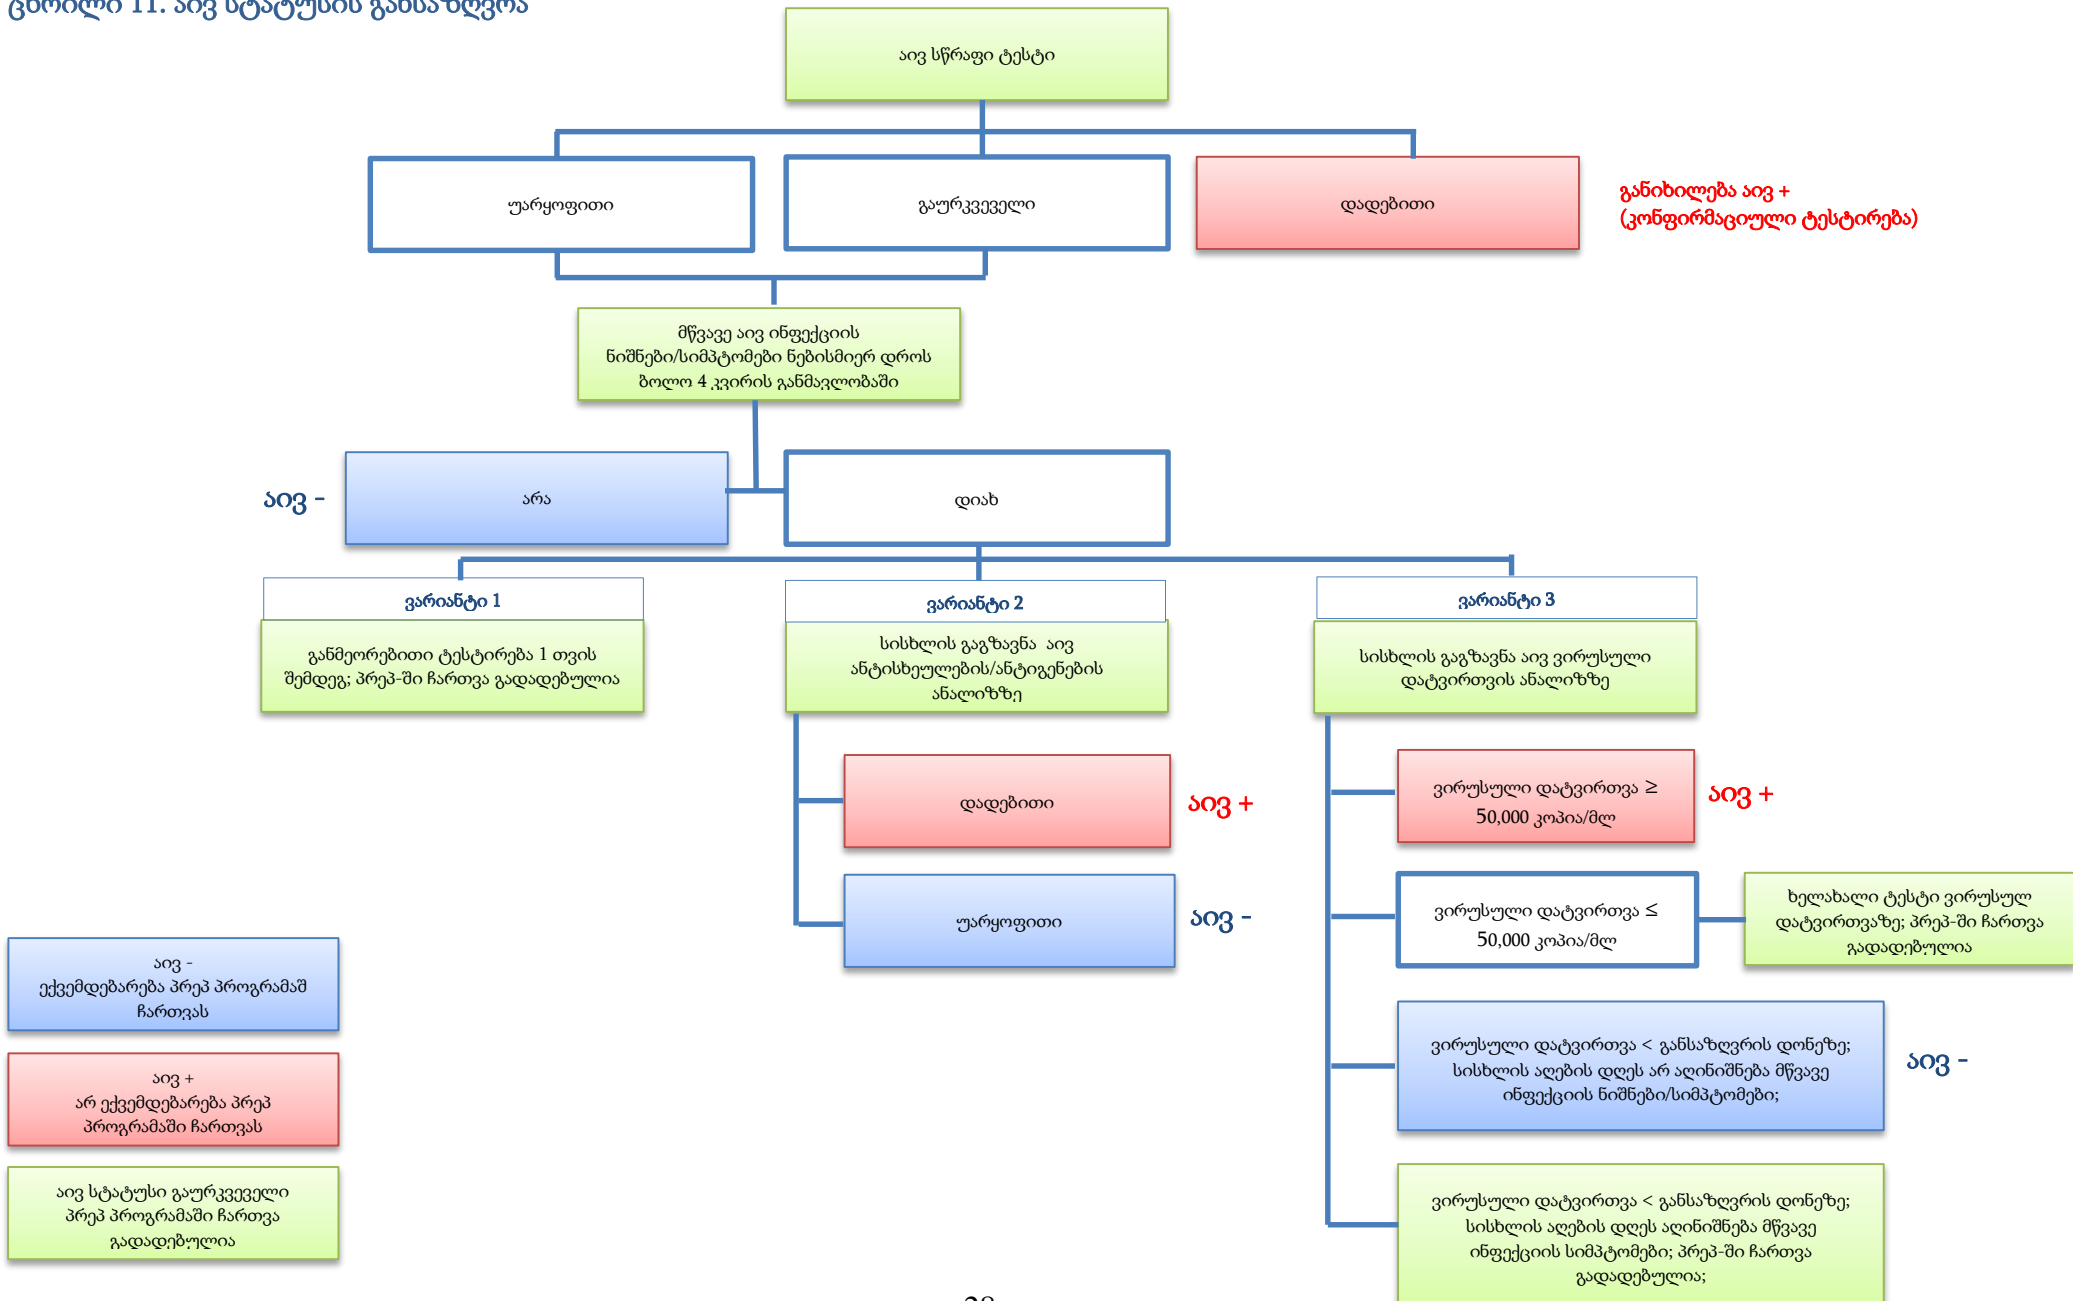 ცხრილი 11. აივ სტატუსის განსაზღვრა
აივ სწრაფი ტესტი
უარყოფითი
გაურკვეველი
დადებითი
განიხილება აივ +
(კონფირმაციული ტესტირება)
მწვავე აივ ინფექციის
ნიშნები/სიმპტომები ნებისმიერ დროს
ბოლო 4 კვირის განმავლობაში
აივ -
არა
დიახ
ვარიანტი 1
განმეორებითი ტესტირება 1 თვის
შემდეგ; პრეპ-ში ჩართვა გადადებულია
ვარიანტი 2
სისხლის გაგზავნა აივ
ანტისხეულების/ანტიგენების
ანალიზზე
დადებითი
აივ +
უარყოფითი
აივ -
ვარიანტი 3
სისხლის გაგზავნა აივ ვირუსული
დატვირთვის ანალიზზე
ვირუსული დატვირთვა ≥
50,000 კოპია/მლ
აივ +
ვირუსული დატვირთვა ≤
50,000 კოპია/მლ
ხელახალი ტესტი ვირუსულ
დატვირთვაზე; პრეპ-ში ჩართვა
გადადებულია
ვირუსული დატვირთვა < განსაზღვრის დონეზე;
სისხლის აღების დღეს არ აღინიშნება მწვავე
ინფექციის ნიშნები/სიმპტომები;
აივ -
ვირუსული დატვირთვა < განსაზღვრის დონეზე;
სისხლის აღების დღეს აღინიშნება მწვავე
ინფექციის სიმპტომები; პრეპ-ში ჩართვა
გადადებულია;
აივ -
ექვემდებარება პრეპ პროგრამაშ
ჩართვას
აივ +
არ ექვემდებარება პრეპ
პროგრამაში ჩართვას
აივ სტატუსი გაურკვეველი
პრეპ პროგრამაში ჩართვა
გადადებულია